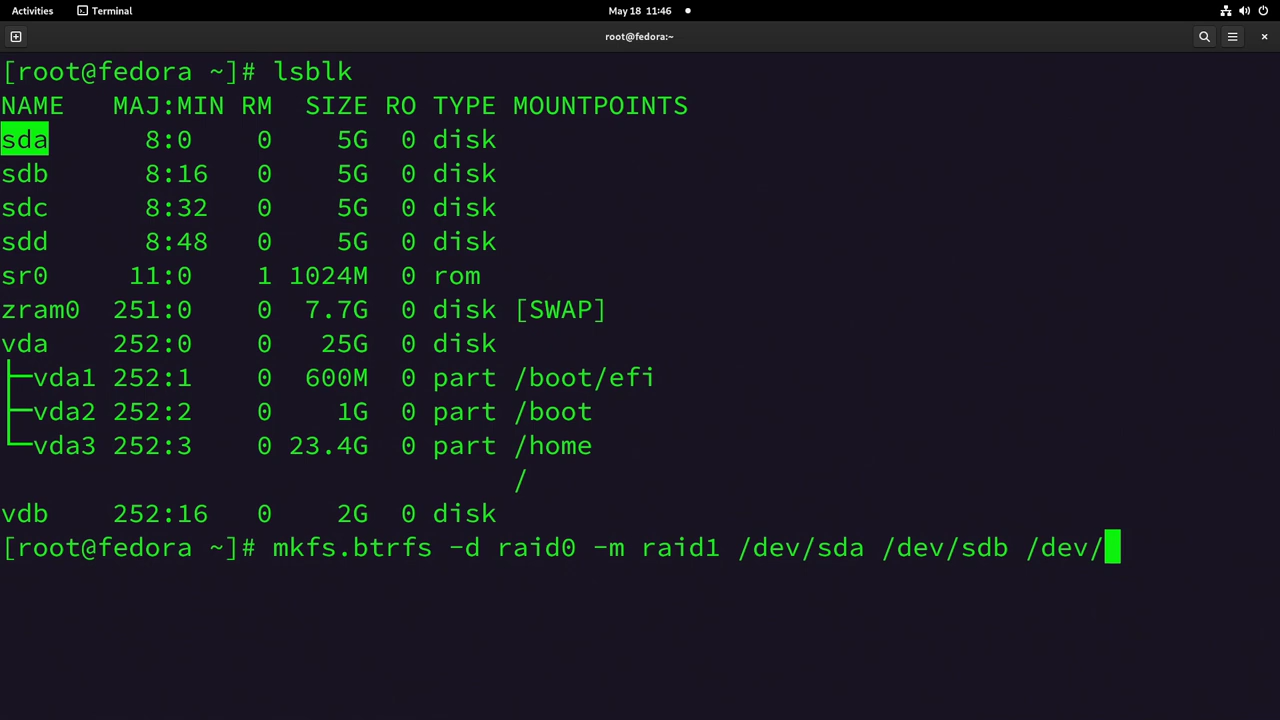 Activities Terminal May 18 11:46
root@fedora:~
[root@fedora ~]# lsblk
NAME MAJ:MIN RM SIZE RO TYPE MOUNTPOINTS
sda 8:0 0 5G 0 disk
sdb 8:16 0 5G 0 disk
sdc 8:32 0 5G 0 disk
sdd 8:48 0 5G 0 disk
sr0 11:0 1 1024M 0 rom
zram0 251:0 0 7.7G 0 disk [SWAP]
vda 252:0 0 25G 0 disk
├─vda1 252:1 0 600M 0 part /boot/efi
├─vda2 252:2 0 1G 0 part /boot
└─vda3 252:3 0 23.4G 0 part /home
/
vdb 252:16 0 2G 0 disk
[root@fedora ~]# mkfs.btrfs -d raid0 -m raid1 /dev/sda /dev/sdb /dev/